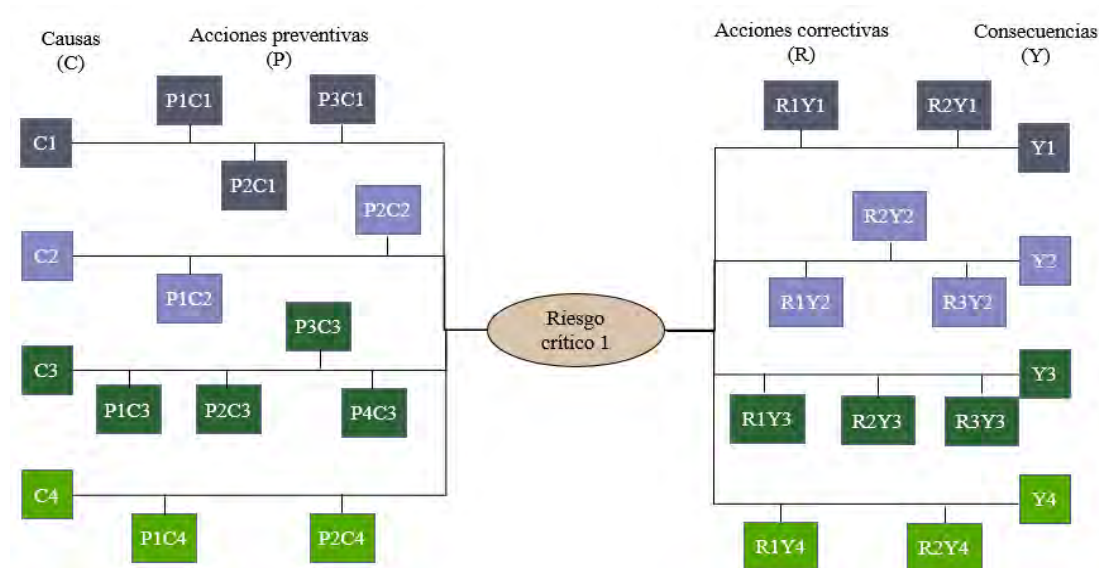 Causas
(C)
Acciones preventivas
(P)
Acciones correctivas
(R)
Consecuencias
(Y)
P1C1
P3C1
C1
P2C1
P2C2
C2
P1C2
P3C3
C3
P1C3
P2C3
P4C3
C4
P1C4
P2C4
Riesgo
crítico 1
R1Y1
R2Y1
Y1
R2Y2
Y2
R1Y2
R3Y2
Y3
R1Y3
R2Y3
R3Y3
Y4
R1Y4
R2Y4